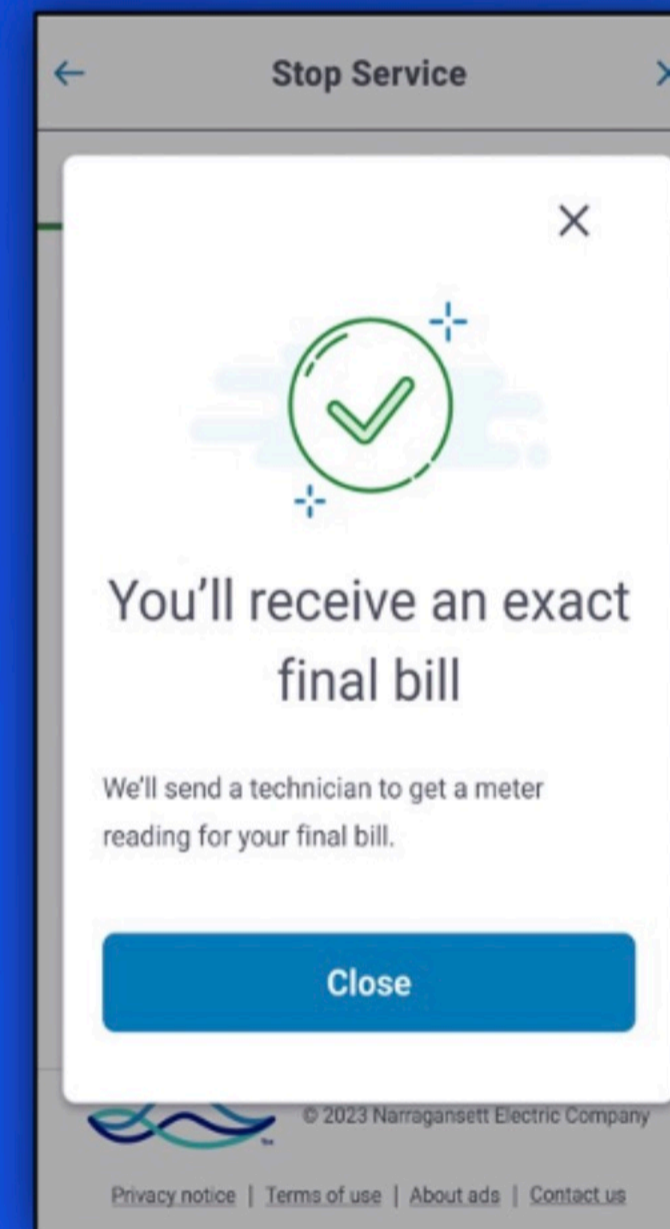 Stop Service
You'll receive an exact
final bill
We'll send a technician to get a meter
reading for your final bill.
Close
© 2023 Narragansett Electric Company
Privacy notice | Terms of use | About ads | Contact us